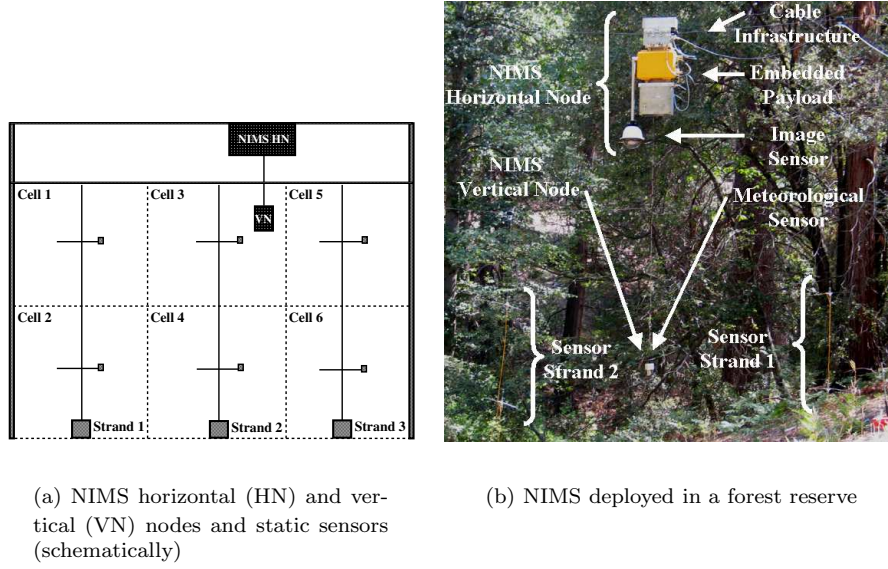 NIMS HN
Cell 1
Cell 3
Cell 5
VN
Cell 2
Cell 4
Cell 6
Strand 1
Strand 2
Strand 3
(a) NIMS horizontal (HN) and ver-
tical (VN) nodes and static sensors
(schematically)
Cable
Infrastructure
NIMS
Horizontal Node
Embedded
Payload
Image
Sensor
NIMS
Vertical Node
Meteorological
Sensor
Sensor
Strand 2
Sensor
Strand 1
(b) NIMS deployed in a forest reserve